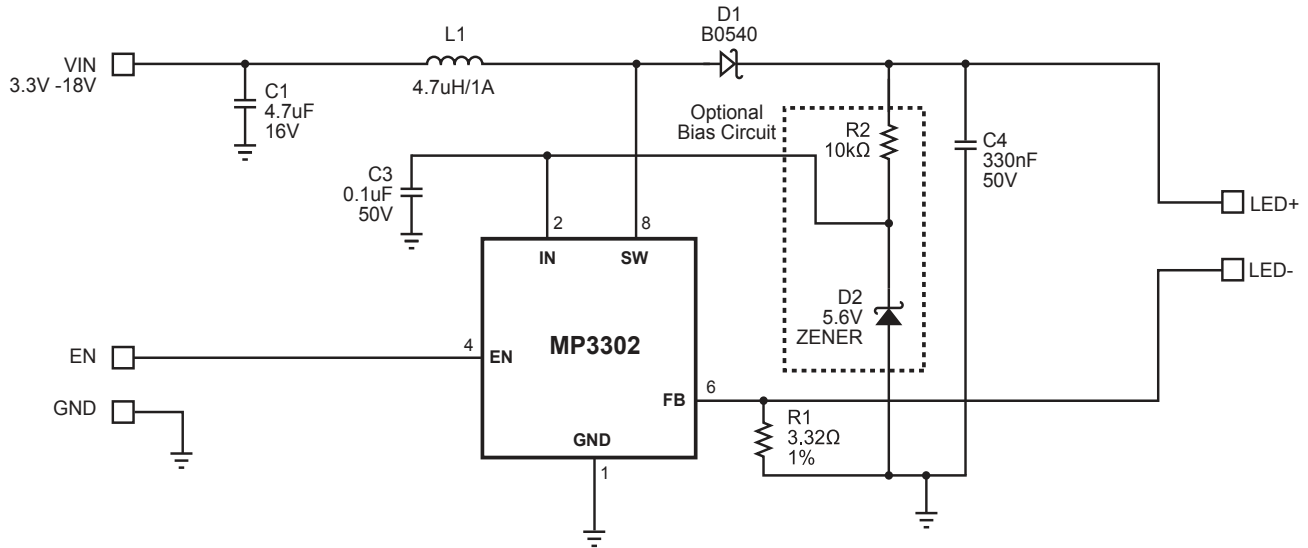 VIN
3.3V -18V
C1
4.7uF
16V
L1
4.7uH/1A
D1
B0540
Optional
Bias Circuit
R2
10kΩ
C4
330nF
50V
C3
0.1uF
50V
2
8
IN
SW
LED+
LED-
D2
5.6V
ZENER
MP3302
EN
4
EN
GND
FB
6
R1
3.32Ω
1%
GND
1